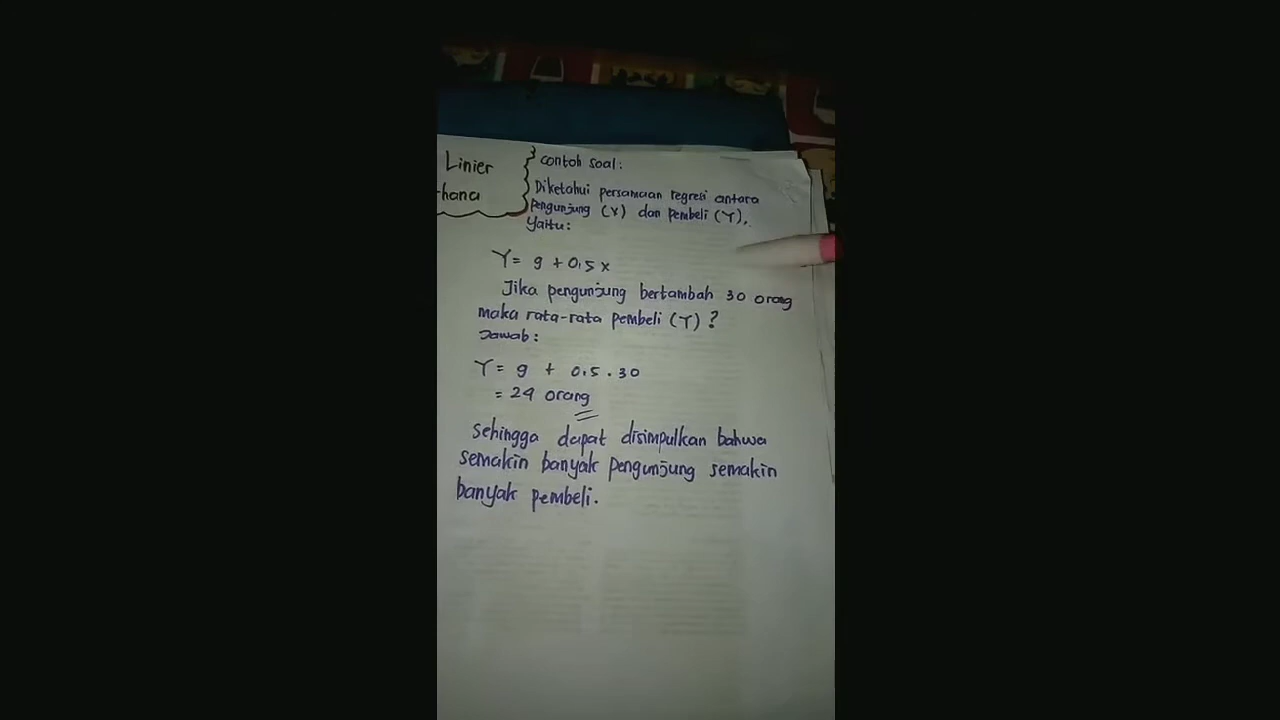 Linier
hana
Contoh soal:
Diketahui persamaan regresi antara
Pengunjung (X) dan Pembeli (Y),
Yaitu:
Y = 9 + 0,5 x
Jika pengunjung bertambah 30 orang
maka rata-rata pembeli (Y) ?
Jawab:
Y = 9 + 0,5 . 30
= 24 orang
Sehingga dapat disimpulkan bahwa
semakin banyak pengunjung semakin
banyak pembeli.